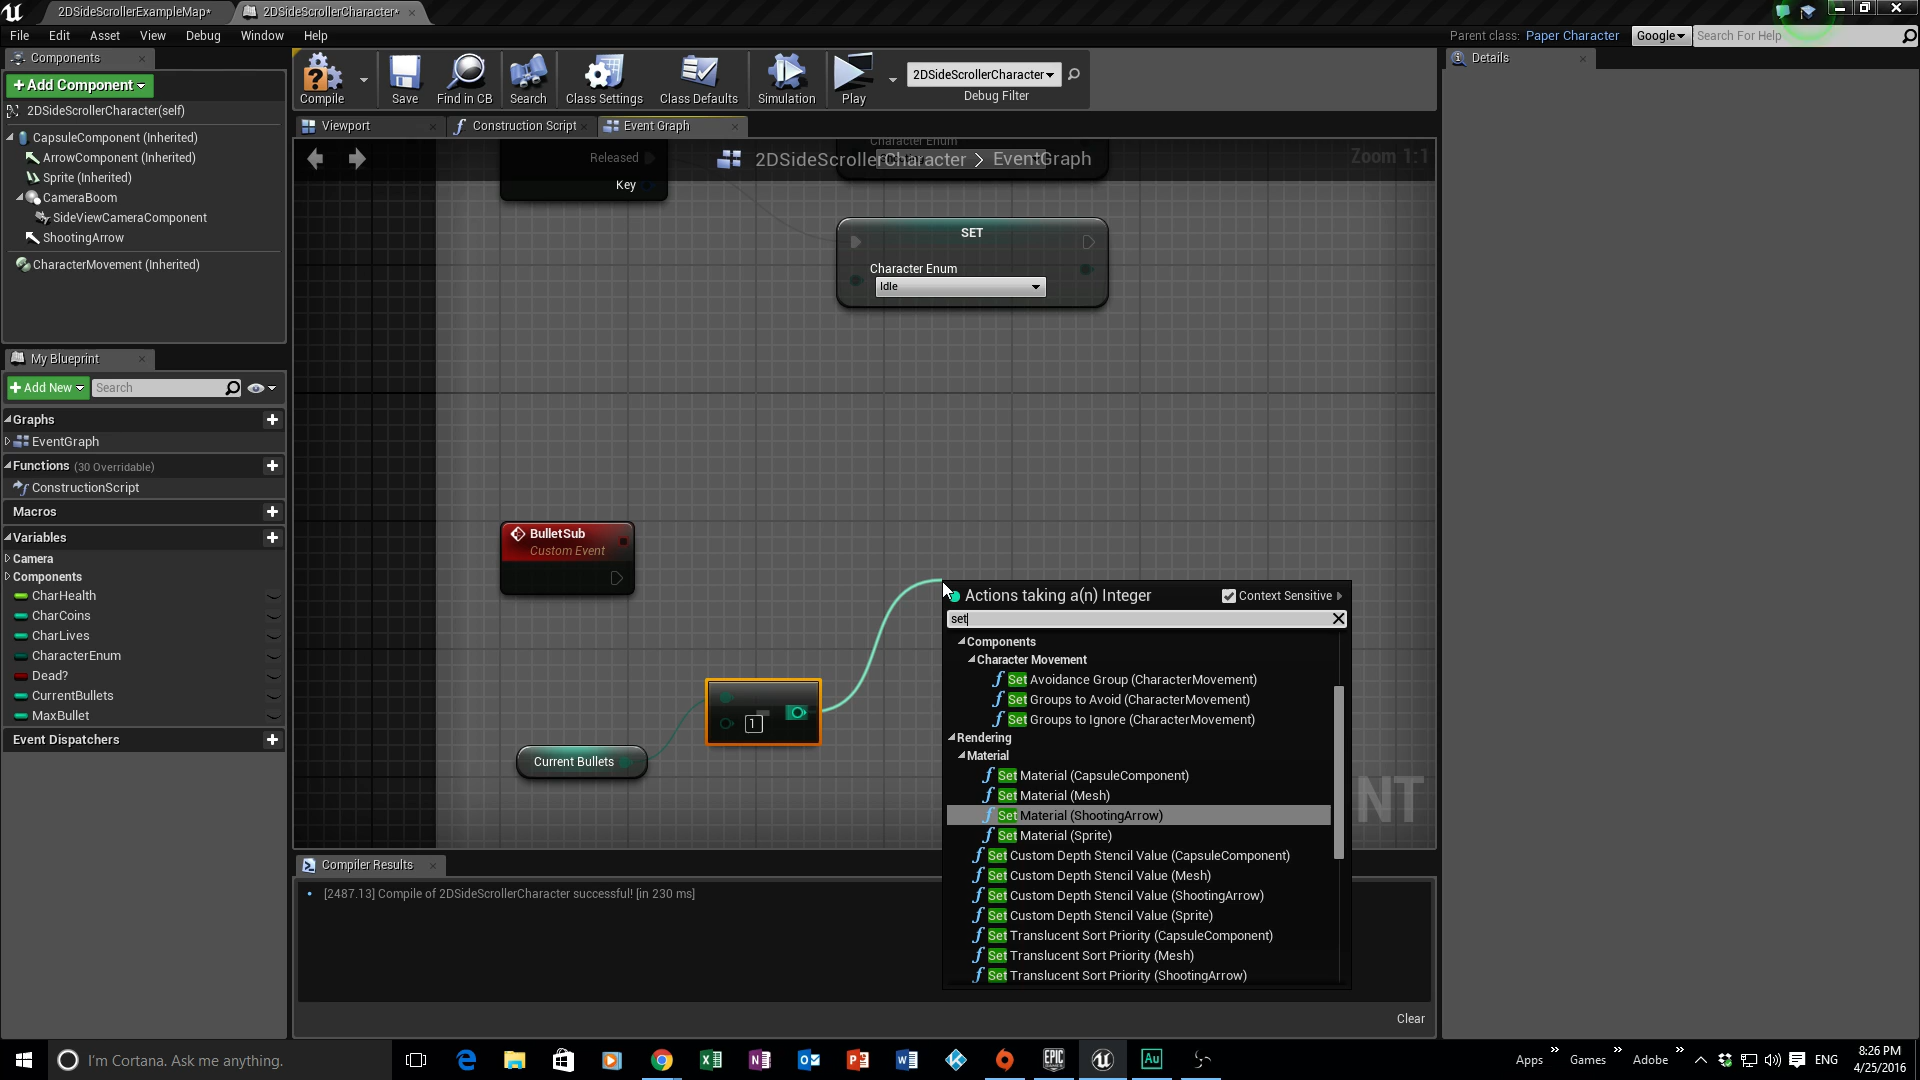 2DSideScrollerExampleMap*
2DSideScrollerCharacter*
File Edit Asset View Debug Window Help
Parent class: Paper Character
Google
Search For Help
Components
+Add Component
2DSideScrollerCharacter(self)
CapsuleComponent (Inherited)
ArrowComponent (Inherited)
Sprite (Inherited)
CameraBoom
SideViewCameraComponent
ShootingArrow
CharacterMovement (Inherited)
Compile
Save
Find in CB
Search
Class Settings
Class Defaults
Simulation
Play
2DSideScrollerCharacter
Debug Filter
Details
Viewport
Construction Script
Event Graph
2DSideScrollerCharacter > EventGraph
Zoom 1:1
Released
Key
Character Enum
SET
Character Enum
Idle
My Blueprint
+Add New
Search
Graphs
EventGraph
Functions (30 Overridable)
ConstructionScript
Macros
Variables
Camera
Components
CharHealth
CharCoins
CharLives
CharacterEnum
Dead?
CurrentBullets
MaxBullet
Event Dispatchers
BulletSub
Custom Event
Current Bullets
1
Actions taking a(n) Integer
Context Sensitive
set
Components
Character Movement
Set Avoidance Group (CharacterMovement)
Set Groups to Avoid (CharacterMovement)
Set Groups to Ignore (CharacterMovement)
Rendering
Material
Set Material (CapsuleComponent)
Set Material (Mesh)
Set Material (ShootingArrow)
Set Material (Sprite)
Set Custom Depth Stencil Value (CapsuleComponent)
Set Custom Depth Stencil Value (Mesh)
Set Custom Depth Stencil Value (ShootingArrow)
Set Custom Depth Stencil Value (Sprite)
Set Translucent Sort Priority (CapsuleComponent)
Set Translucent Sort Priority (Mesh)
Set Translucent Sort Priority (ShootingArrow)
NT
Compiler Results
[2487.13] Compile of 2DSideScrollerCharacter successful! [in 230 ms]
Clear
I'm Cortana. Ask me anything.
EPIC
Au
Apps
Games
Adobe
ENG
8:26 PM
4/25/2016